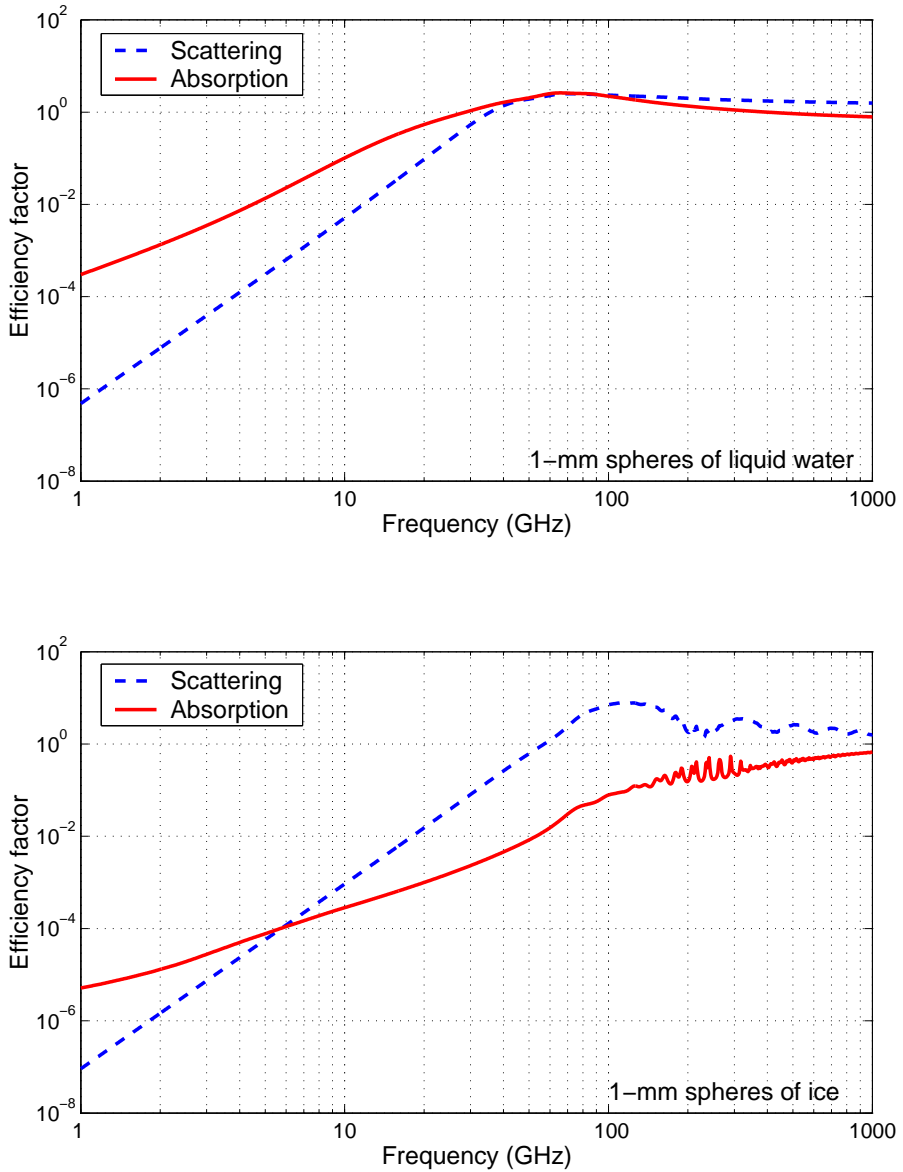 10^2
10^0
10^−2
10^−4
10^−6
10^−8
Efficiency factor
Scattering
Absorption
1−mm spheres of liquid water
1
10
100
1000
Frequency (GHz)
10^2
10^0
10^−2
10^−4
10^−6
10^−8
Efficiency factor
Scattering
Absorption
1−mm spheres of ice
1
10
100
1000
Frequency (GHz)